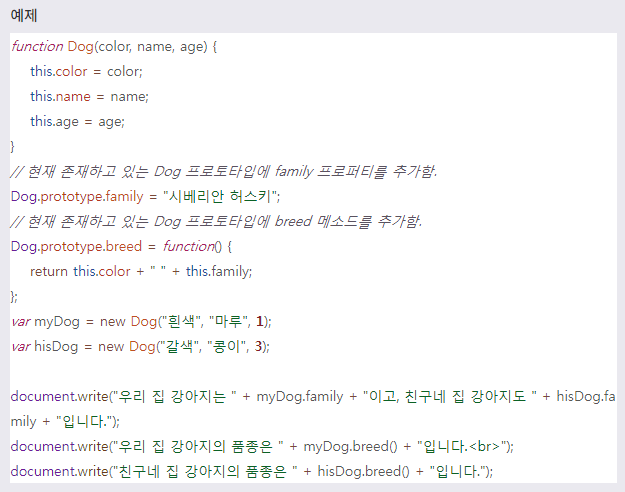 예제
function Dog(color, name, age) {
this.color = color;
this.name = name;
this.age = age;
}
// 현재 존재하고 있는 Dog 프로토타입에 family 프로퍼티를 추가함.
Dog.prototype.family = "시베리안 허스키";
// 현재 존재하고 있는 Dog 프로토타입에 breed 메소드를 추가함.
Dog.prototype.breed = function() {
return this.color + " " + this.family;
};
var myDog = new Dog("흰색", "마루", 1);
var hisDog = new Dog("갈색", "콩이", 3);
document.write("우리 집 강아지는 " + myDog.family + "이고, 친구네 집 강아지도 " + hisDog.fa
mily + "입니다.");
document.write("우리 집 강아지의 품종은 " + myDog.breed() + "입니다.<br>");
document.write("친구네 집 강아지의 품종은 " + hisDog.breed() + "입니다.");